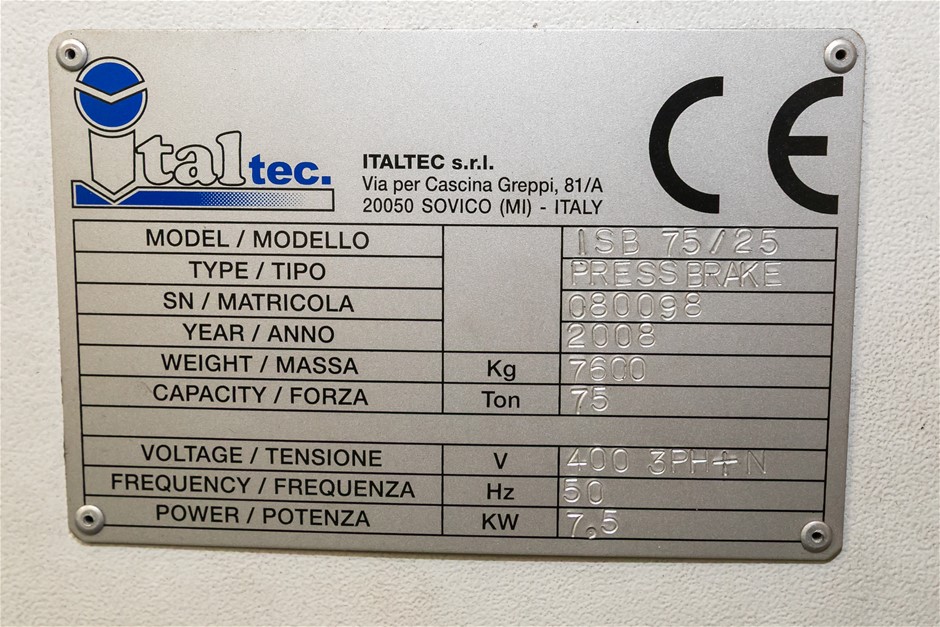 italtec.
CE
ITALTEC s.r.l.
Via per Cascina Greppi, 81/A
20050 SOVICO (MI) - ITALY
MODEL / MODELLO ISB 75/25
TYPE / TIPO PRESS BRAKE
SN / MATRICOLA 080098
YEAR / ANNO 2008
WEIGHT / MASSA Kg 7600
CAPACITY / FORZA Ton 75
VOLTAGE / TENSIONE V 400 3PH+N
FREQUENCY / FREQUENZA Hz 50
POWER / POTENZA KW 7,5